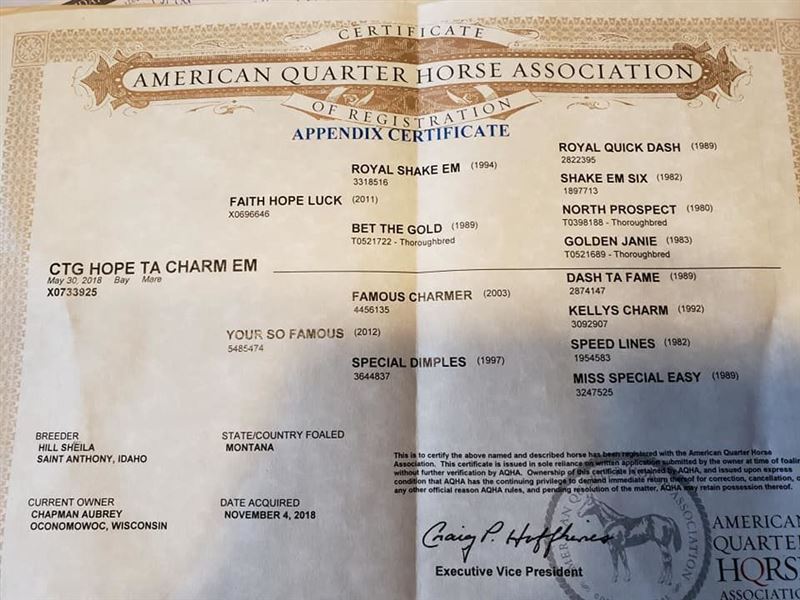 CERTIFICATE
AMERICAN QUARTER HORSE ASSOCIATION
OF REGISTRATION
APPENDIX CERTIFICATE
ROYAL QUICK DASH (1989)
2822395
ROYAL SHAKE EM (1994)
3318516
SHAKE EM SIX (1982)
1897713
FAITH HOPE LUCK (2011)
X0696646
NORTH PROSPECT (1980)
T0398188 - Thoroughbred
BET THE GOLD (1989)
T0521722 - Thoroughbred
GOLDEN JANIE (1983)
T0521689 - Thoroughbred
CTG HOPE TA CHARM EM
May 30, 2018 Bay Mare
X0733925
DASH TA FAME (1989)
2874147
FAMOUS CHARMER (2003)
4456135
KELLYS CHARM (1992)
3092907
YOUR SO FAMOUS (2012)
5485474
SPEED LINES (1982)
1954583
SPECIAL DIMPLES (1997)
3644837
MISS SPECIAL EASY (1989)
3247525
BREEDER
HILL SHEILA
SAINT ANTHONY, IDAHO
STATE/COUNTRY FOALED
MONTANA
CURRENT OWNER
CHAPMAN AUBREY
OCONOMOWOC, WISCONSIN
DATE ACQUIRED
NOVEMBER 4, 2018
This is to certify the above named and described horse has been registered with the American Quarter Horse
Association. This certificate is issued in sole reliance on written application submitted by the owner at time of foalin
without further verification by AQHA. Ownership of this certificate is retained by AQHA, and issued upon express
condition that AQHA has the continuing privilege to demand immediate return thereof for correction, cancellation, o
any other official reason AQHA rules, and pending resolution of the matter, AQHA may retain possession thereof.
Craig P. Huffhines
Executive Vice President
AMERICAN
QUARTE
HORS
ASSOCIATIO